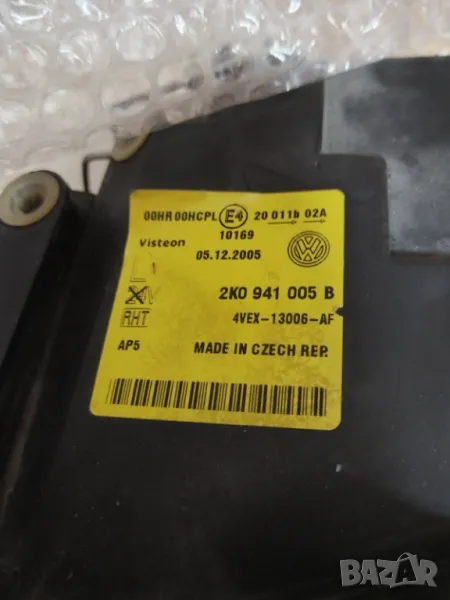 00HR 00HCPL E4 20 011b 02A
10169
Visteon
05.12.2005
2K0 941 005 B
RHT
4VEX-13006-AF
AP5
MADE IN CZECH REP.
BAZAR